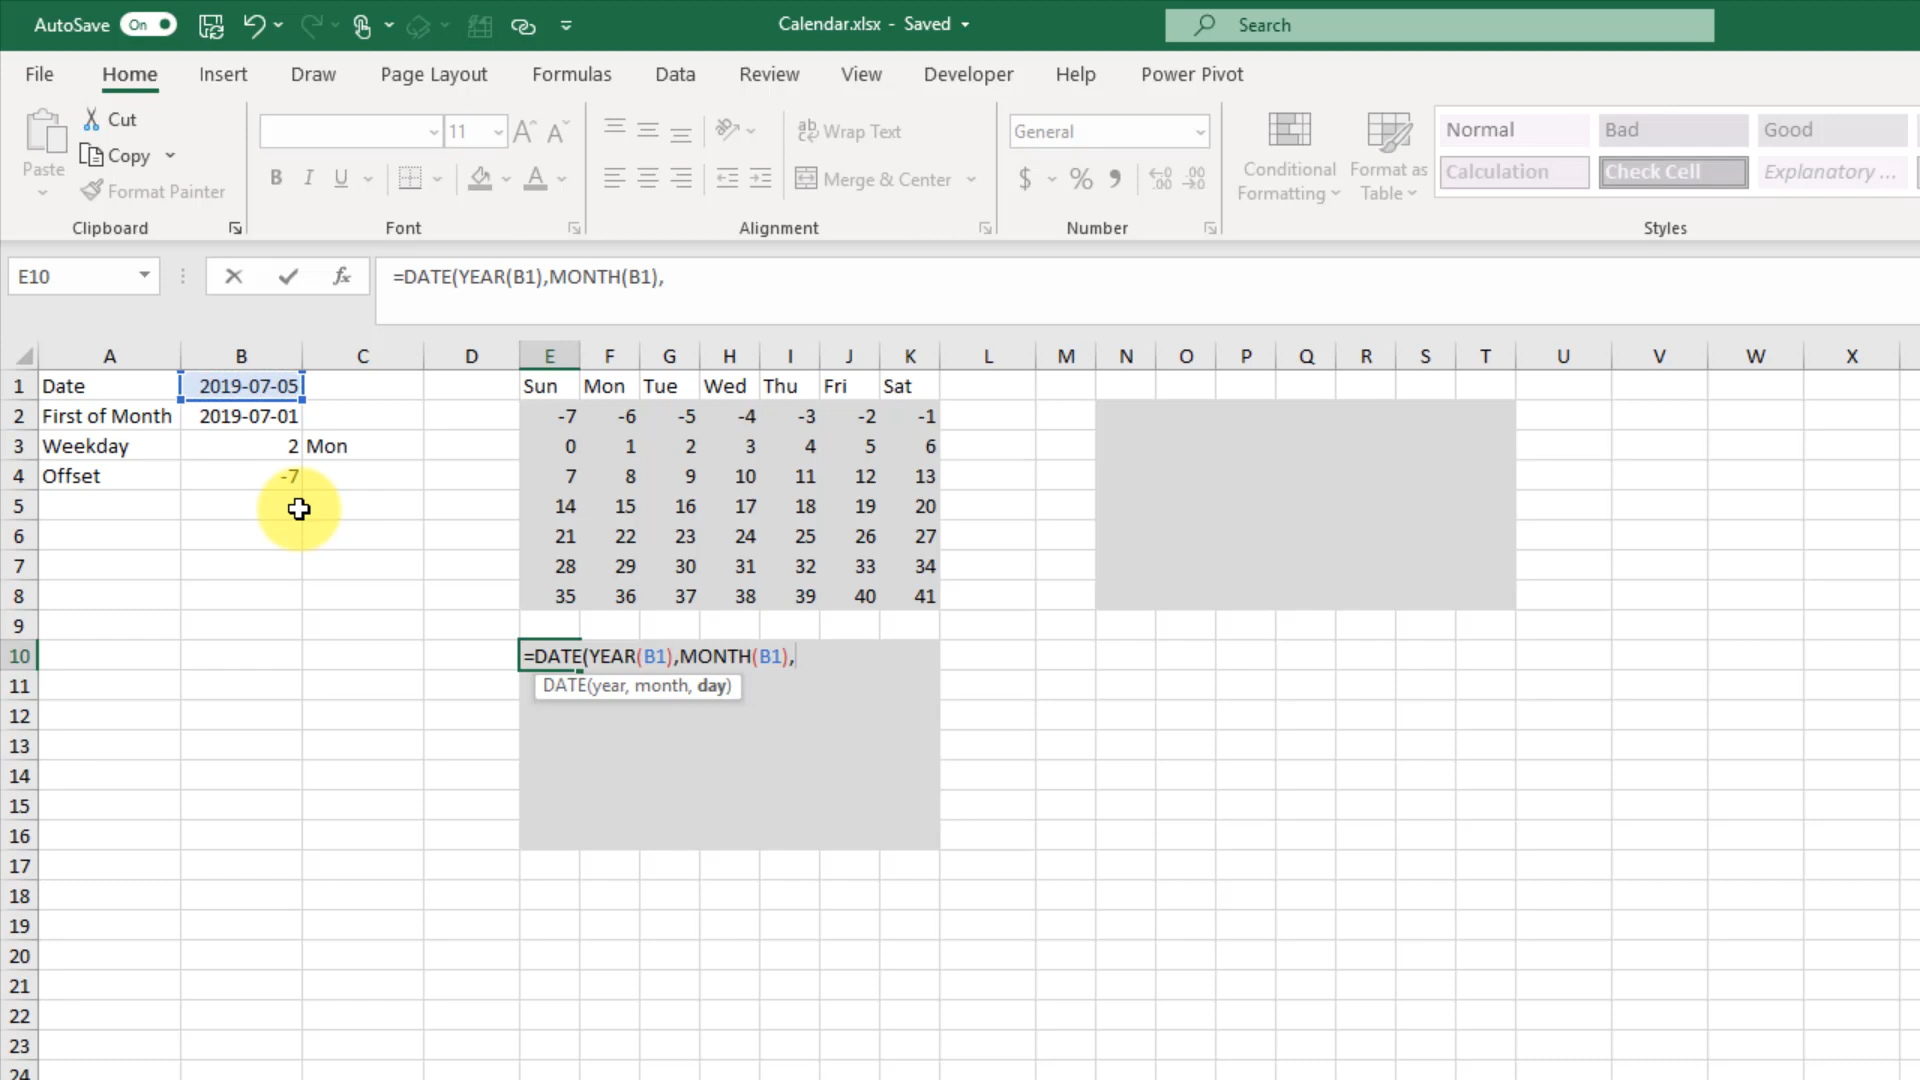 AutoSave On Calendar.xlsx - Saved Search
File Home Insert Draw Page Layout Formulas Data Review View Developer Help Power Pivot
Paste
Cut
Copy
Format Painter
Clipboard
11
B I U A
Font
ab Wrap Text
Merge & Center
Alignment
General
$ % ,
Number
Conditional
Formatting
Format as
Table
Normal Bad Good
Calculation Check Cell Explanatory ...
Styles
E10 fx =DATE(YEAR(B1),MONTH(B1),
A B C D E F G H I J K L M N O P Q R S T U V W X
1 Date 2019-07-05 Sun Mon Tue Wed Thu Fri Sat
2 First of Month 2019-07-01 -7 -6 -5 -4 -3 -2 -1
3 Weekday 2 Mon 0 1 2 3 4 5 6
4 Offset -7 7 8 9 10 11 12 13
5 14 15 16 17 18 19 20
6 21 22 23 24 25 26 27
7 28 29 30 31 32 33 34
8 35 36 37 38 39 40 41
9
10 =DATE(YEAR(B1),MONTH(B1),
11 DATE(year, month, day)
12
13
14
15
16
17
18
19
20
21
22
23
24